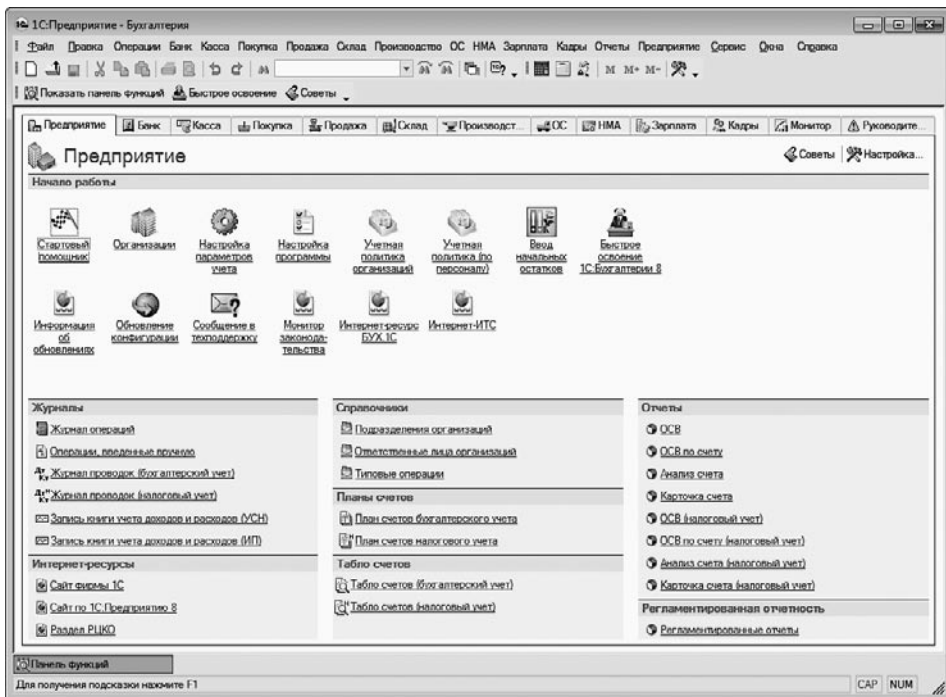 1С:Предприятие - Бухгалтерия
Файл Правка Операции Банк Касса Покупка Продажа Склад Производство ОС НМА Зарплата Кадры Отчеты Предприятие Сервис Окна Справка
M M+ M-
Показать панель функций Быстрое освоение Советы
Предприятие Банк Касса Покупка Продажа Склад Производст... ОС НМА Зарплата Кадры Монитор Руководите...
Предприятие Советы Настройка...
Начало работы
Стартовый помощник
Организации
Настройка параметров учета
Настройка программы
Учетная политика организаций
Учетная политика (по персоналу)
Ввод начальных остатков
Быстрое освоение 1С:Бухгалтерии 8
Информация об обновлениях
Обновление конфигурации
Сообщение в техподдержку
Монитор законода-тельства
Интернет-ресурс БУХ.1С
Интернет-ИТС
Журналы
Журнал операций
Операции, введенные вручную
Журнал проводок (бухгалтерский учет)
Журнал проводок (налоговый учет)
Запись книги учета доходов и расходов (УСН)
Запись книги учета доходов и расходов (ИП)
Интернет-ресурсы
Сайт фирмы 1С
Сайт по 1С:Предприятию 8
Раздел РЦКО
Справочники
Подразделения организаций
Ответственные лица организаций
Типовые операции
Планы счетов
План счетов бухгалтерского учета
План счетов налогового учета
Табло счетов
Табло счетов (бухгалтерский учет)
Табло счетов (налоговый учет)
Отчеты
ОСВ
ОСВ по счету
Анализ счета
Карточка счета
ОСВ (налоговый учет)
ОСВ по счету (налоговый учет)
Анализ счета (налоговый учет)
Карточка счета (налоговый учет)
Регламентированная отчетность
Регламентированные отчеты
Панель функций
Для получения подсказки нажмите F1 CAP NUM